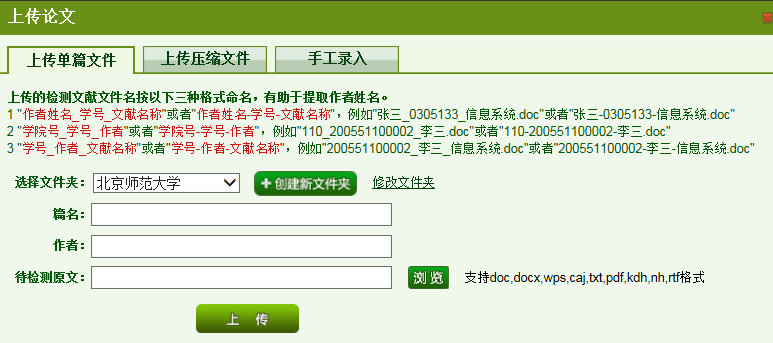 上传论文
上传单篇文件 上传压缩文件 手工录入
上传的检测文献文件名按以下三种格式命名，有助于提取作者姓名。
1 "作者姓名_学号_文献名称"或者"作者姓名-学号-文献名称"，例如"张三_0305133_信息系统.doc"或者"张三-0305133-信息系统.doc"
2 "学院号_学号_作者"或者"学院号-学号-作者"，例如"110_200551100002_李三.doc"或者"110-200551100002-李三.doc"
3 "学号_作者_文献名称"或者"学号-作者-文献名称"，例如"200551100002_李三_信息系统.doc"或者"200551100002-李三-信息系统.doc"
选择文件夹： 北京师范大学 +创建新文件夹 修改文件夹
篇名：
作者：
待检测原文： 浏览 支持doc,docx,wps,caj,txt,pdf,kdh,nh,rtf格式
上 传